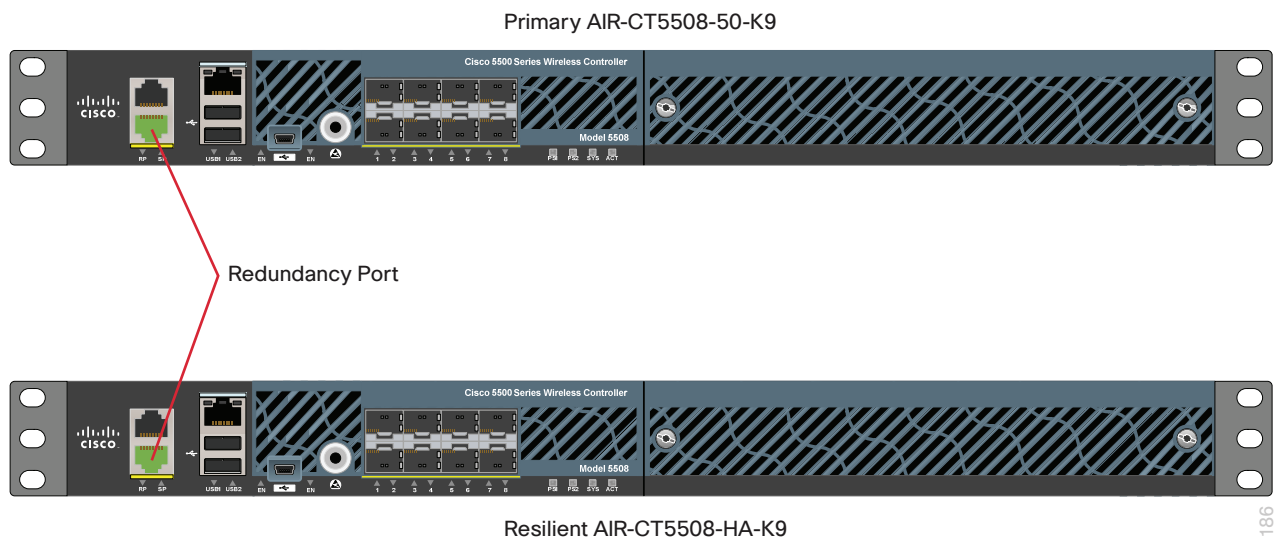 Primary AIR-CT5508-50-K9
Cisco 5500 Series Wireless Controller
CISCO
Model 5508
RP SP USB1 USB2 EN EN 1 2 3 4 5 6 7 8 PS1 PS2 SYS ACT
Redundancy Port
Cisco 5500 Series Wireless Controller
CISCO
Model 5508
RP SP USB1 USB2 EN EN 1 2 3 4 5 6 7 8 PS1 PS2 SYS ACT
Resilient AIR-CT5508-HA-K9
186